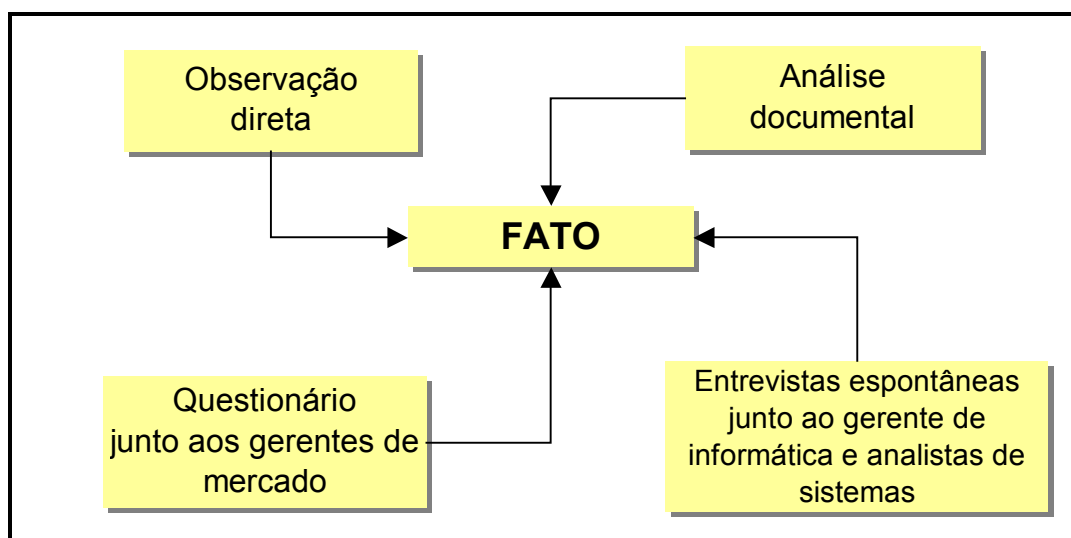 Observação
direta
Análise
documental
FATO
Questionário
junto aos gerentes de
mercado
Entrevistas espontâneas
junto ao gerente de
informática e analistas de
sistemas